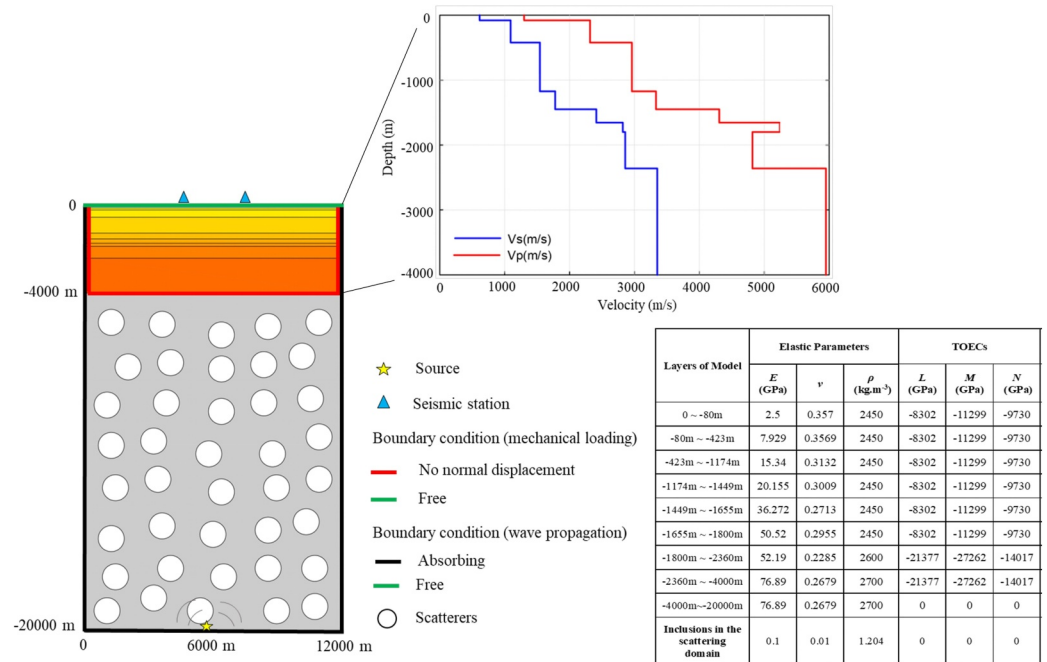 0
-1000
-2000
-3000
-4000
Depth (m)
Vs(m/s)
Vp(m/s)
0 1000 2000 3000 4000 5000 6000
Velocity (m/s)
0
-4000 m
-20000 m
0 6000 m 12000 m
Source
Seismic station
Boundary condition (mechanical loading)
No normal displacement
Free
Boundary condition (wave propagation)
Absorbing
Free
Scatterers
Layers of Model Elastic Parameters TOECs
E (GPa) ν ρ (kg.m-3) L (GPa) M (GPa) N (GPa)
0 ~ -80m 2.5 0.357 2450 -8302 -11299 -9730
-80m ~ -423m 7.929 0.3569 2450 -8302 -11299 -9730
-423m ~ -1174m 15.34 0.3132 2450 -8302 -11299 -9730
-1174m ~ -1449m 20.155 0.3009 2450 -8302 -11299 -9730
-1449m ~ -1655m 36.272 0.2713 2450 -8302 -11299 -9730
-1655m ~ -1800m 50.52 0.2955 2450 -8302 -11299 -9730
-1800m ~ -2360m 52.19 0.2285 2600 -21377 -27262 -14017
-2360m ~ -4000m 76.89 0.2679 2700 -21377 -27262 -14017
-4000m~-20000m 76.89 0.2679 2700 0 0 0
Inclusions in the scattering domain 0.1 0.01 1.204 0 0 0